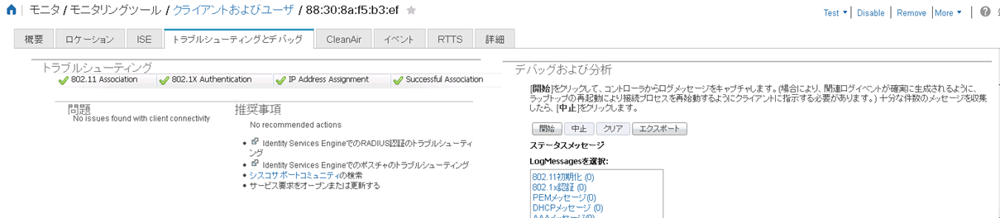 モニタ / モニタリングツール / クライアントおよびユーザ / 88:30:8a:f5:b3:ef
Test Disable Remove More
概要 ロケーション ISE トラブルシューティングとデバッグ CleanAir イベント RTTS 詳細
トラブルシューティング
802.11 Association 802.1X Authentication IP Address Assignment Successful Association
問題
No issues found with client connectivity
推奨事項
No recommended actions
• Identity Services EngineでのRADIUS認証のトラブルシューティ
ング
• Identity Services Engineでのポスチャのトラブルシューティング
• シスコサポートコミュニティの検索
• サービス要求をオープンまたは更新する
デバッグおよび分析
[開始]をクリックして、コントローラからログメッセージをキャプチャします。(場合により、関連ログイベントが確実に生成されるように、
ラップトップの再起動により接続プロセスを再始動するようにクライアントに指示する必要があります。) 十分な件数のメッセージを収集
したら、[中止]をクリックします。
開始 中止 クリア エクスポート
ステータスメッセージ
LogMessagesを選択:
802.11初期化 (0)
802.1x認証 (0)
PEMメッセージ(0)
DHCPメッセージ (0)
AAAメッセージ(0)